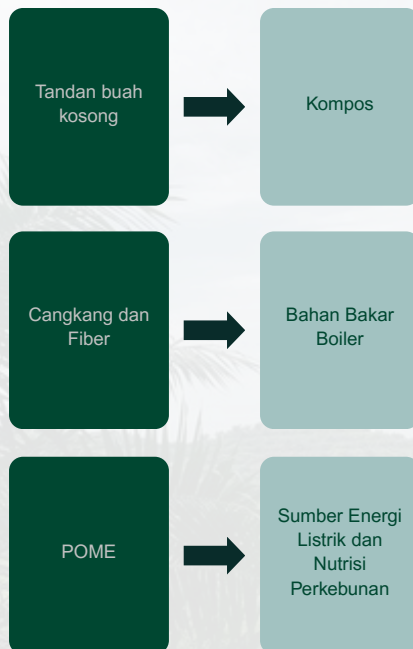 Tandan buah
kosong
Kompos
Cangkang dan
Fiber
Bahan Bakar
Boiler
POME
Sumber Energi
Listrik dan
Nutrisi
Perkebunan